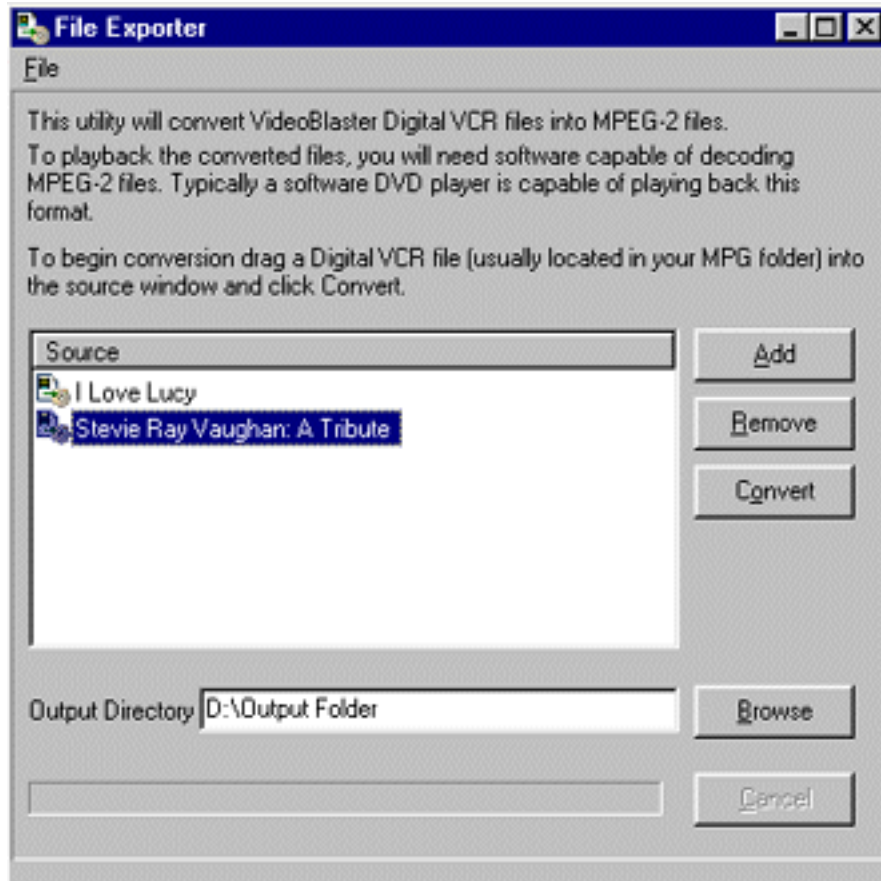 File Exporter
File
This utility will convert VideoBlaster Digital VCR files into MPEG-2 files.
To playback the converted files, you will need software capable of decoding
MPEG-2 files. Typically a software DVD player is capable of playing back this
format.
To begin conversion drag a Digital VCR file (usually located in your MPG folder) into
the source window and click Convert.
Source
Add
I Love Lucy
Stevie Ray Vaughan: A Tribute
Remove
Convert
Output Directory D:\Output Folder
Browse
Cancel